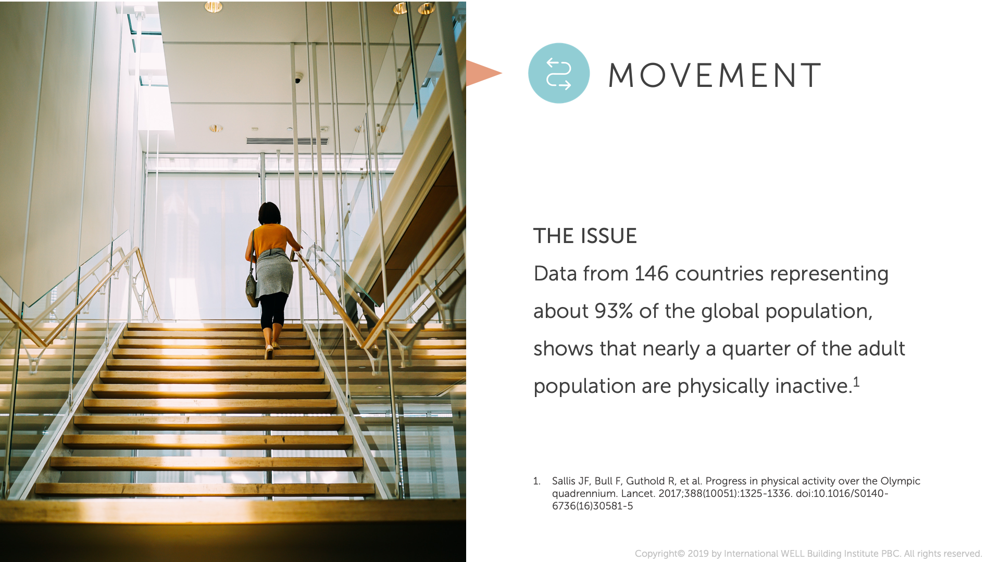 MOVEMENT
THE ISSUE
Data from 146 countries representing
about 93% of the global population,
shows that nearly a quarter of the adult
population are physically inactive.1
1. Sallis JF, Bull F, Guthold R, et al. Progress in physical activity over the Olympic
quadrennium. Lancet. 2017;388(10051):1325-1336. doi:10.1016/S0140-
6736(16)30581-5
Copyright© 2019 by International WELL Building Institute PBC. All rights reserved.